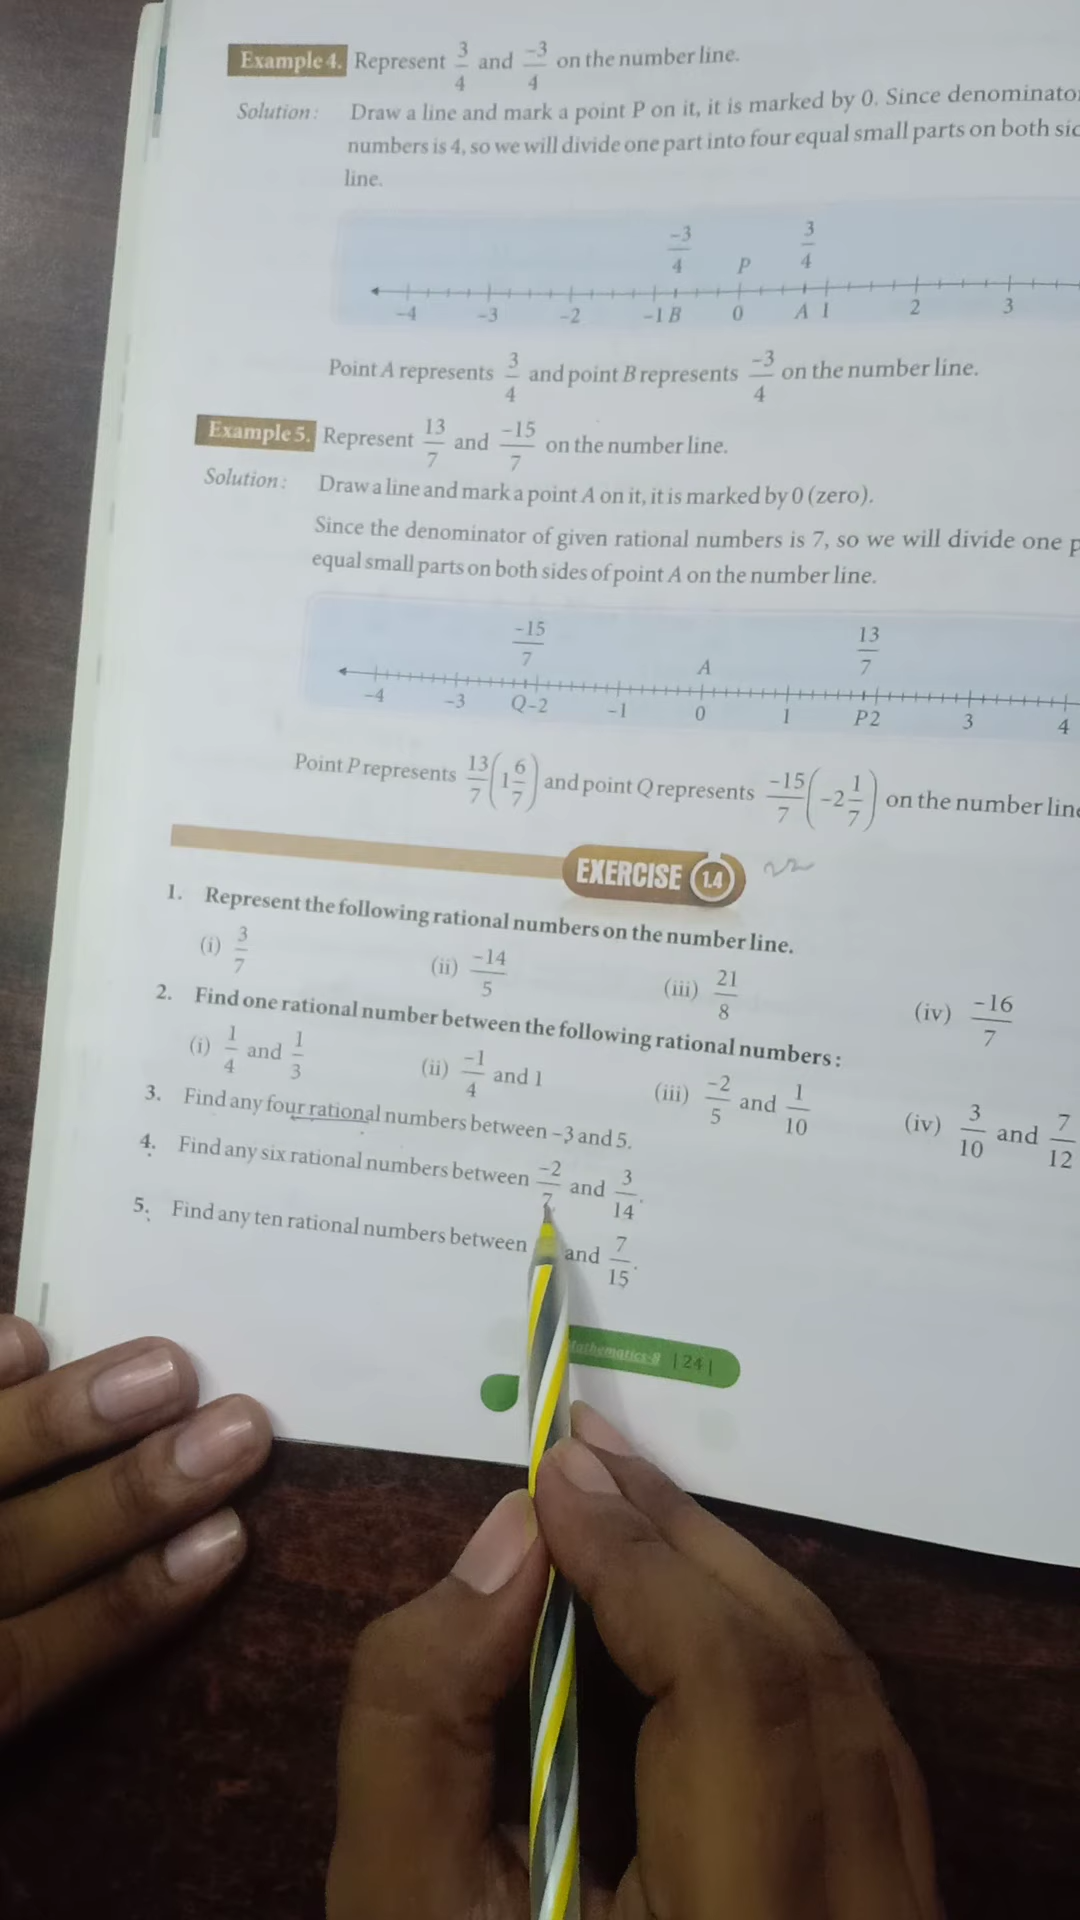 Example 4. Represent 3/4 and -3/4 on the number line.
Solution: Draw a line and mark a point P on it, it is marked by 0. Since
numbers is 4, so we will divide one part into four equal small parts on both
line.
-3/4 P 3/4
-4 -3 -2 -1 B 0 A 1 2 3
Point A represents 3/4 and point B represents -3/4 on the number line.
Example 5. Represent 13/7 and -15/7 on the number line.
Solution: Draw a line and mark a point A on it, it is marked by 0 (zero).
Since the denominator of given rational numbers is 7, so we will divide one
equal small parts on both sides of point A on the number line.
-15/7 A 13/7
-4 -3 Q -2 -1 0 1 P 2 3 4
Point P represents 13/7 (1 6/7) and point Q represents -15/7 (-2 1/7) on the number
EXERCISE 1.4
1. Represent the following rational numbers on the number line.
(i) 3/7 (ii) -14/5 (iii) 21/8 (iv) -16/7
2. Find one rational number between the following rational numbers:
(i) 1/4 and 1/3 (ii) -1/4 and 1 (iii) -2/5 and 1/10 (iv) 3/10 and 7/12
3. Find any four rational numbers between -3 and 5.
4. Find any six rational numbers between -2/7 and 3/14.
5. Find any ten rational numbers between and 7/15.
Mathematics-8 |24|